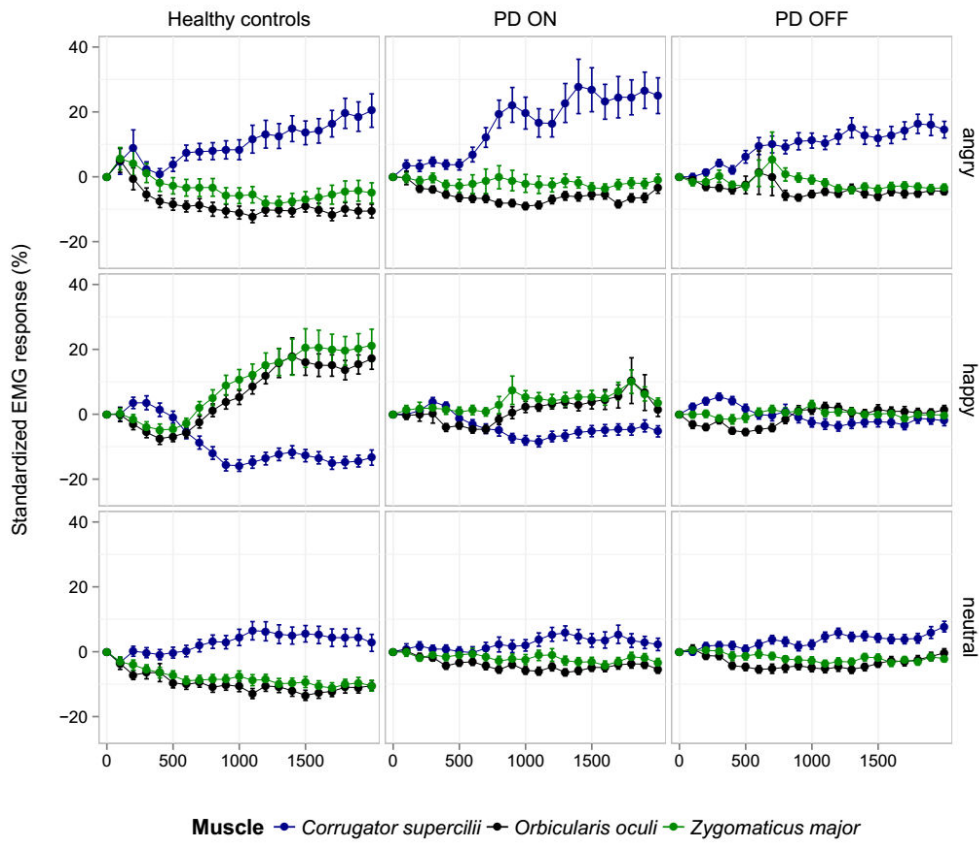 Healthy controls PD ON PD OFF
40
20
0
−20
angry
40
20
0
−20
happy
40
20
0
−20
neutral
Standardized EMG response (%)
0 500 1000 1500 0 500 1000 1500 0 500 1000 1500
Muscle Corrugator supercilii Orbicularis oculi Zygomaticus major